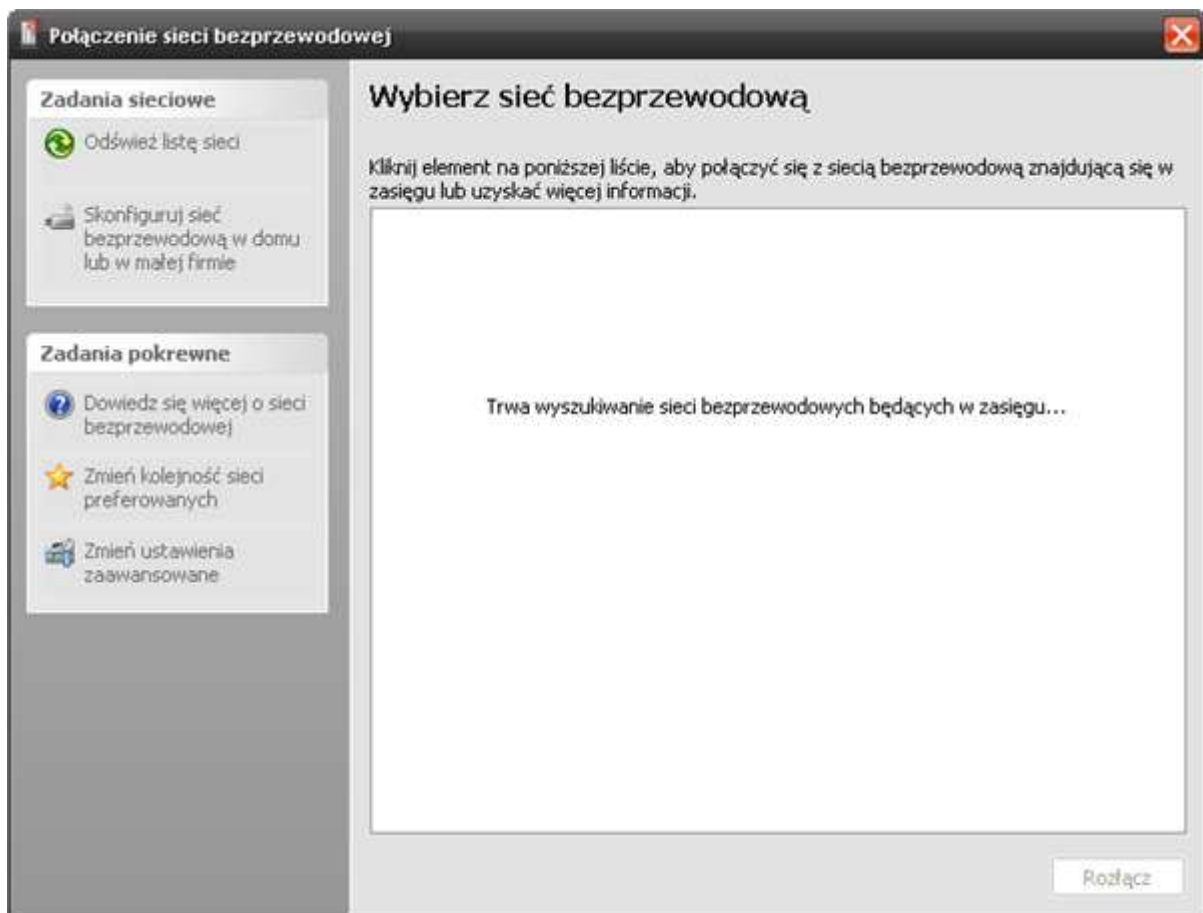 Połączenie sieci bezprzewodowej
Zadania sieciowe
Odśwież listę sieci
Skonfiguruj sieć
bezprzewodową w domu
lub w małej firmie
Zadania pokrewne
Dowiedz się więcej o sieci
bezprzewodowej
Zmień kolejność sieci
preferowanych
Zmień ustawienia
zaawansowane
Wybierz sieć bezprzewodową
Kliknij element na poniższej liście, aby połączyć się z siecią bezprzewodową znajdującą się w
zasięgu lub uzyskać więcej informacji.
Trwa wyszukiwanie sieci bezprzewodowych będących w zasięgu...
Rozłącz